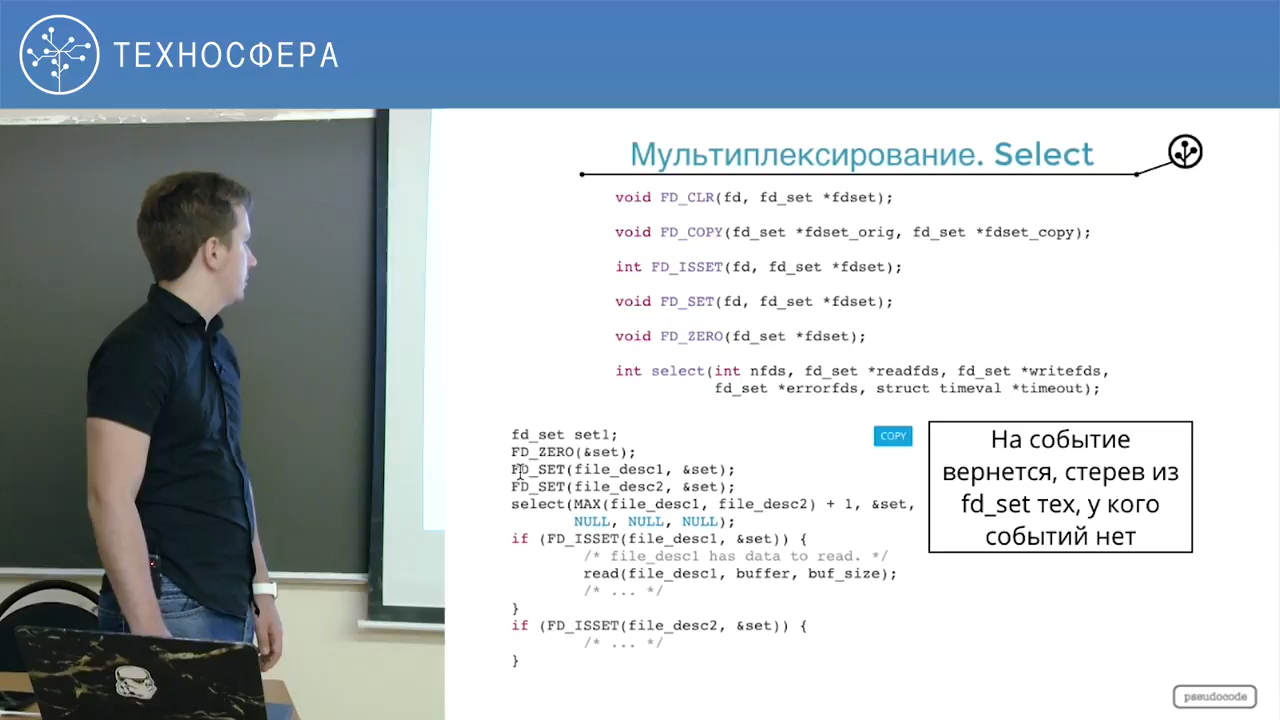 ТЕХНОСФЕРА
Мультиплексирование. Select
void FD_CLR(fd, fd_set *fdset);
void FD_COPY(fd_set *fdset_orig, fd_set *fdset_copy);
int FD_ISSET(fd, fd_set *fdset);
void FD_SET(fd, fd_set *fdset);
void FD_ZERO(fd_set *fdset);
int select(int nfds, fd_set *readfds, fd_set *writefds,
fd_set *errorfds, struct timeval *timeout);
fd_set set1;
FD_ZERO(&set);
FD_SET(file_desc1, &set);
FD_SET(file_desc2, &set);
select(MAX(file_desc1, file_desc2) + 1, &set,
NULL, NULL, NULL);
if (FD_ISSET(file_desc1, &set)) {
/* file_desc1 has data to read. */
read(file_desc1, buffer, buf_size);
/* ... */
}
if (FD_ISSET(file_desc2, &set)) {
/* ... */
}
COPY
На событие
вернется, стерев из
fd_set тех, у кого
событий нет
pseudocode